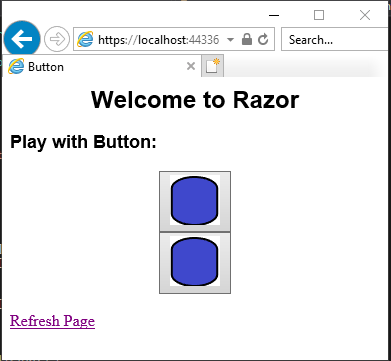 https://localhost:44336
Search...
Button
Welcome to Razor
Play with Button:
Refresh Page